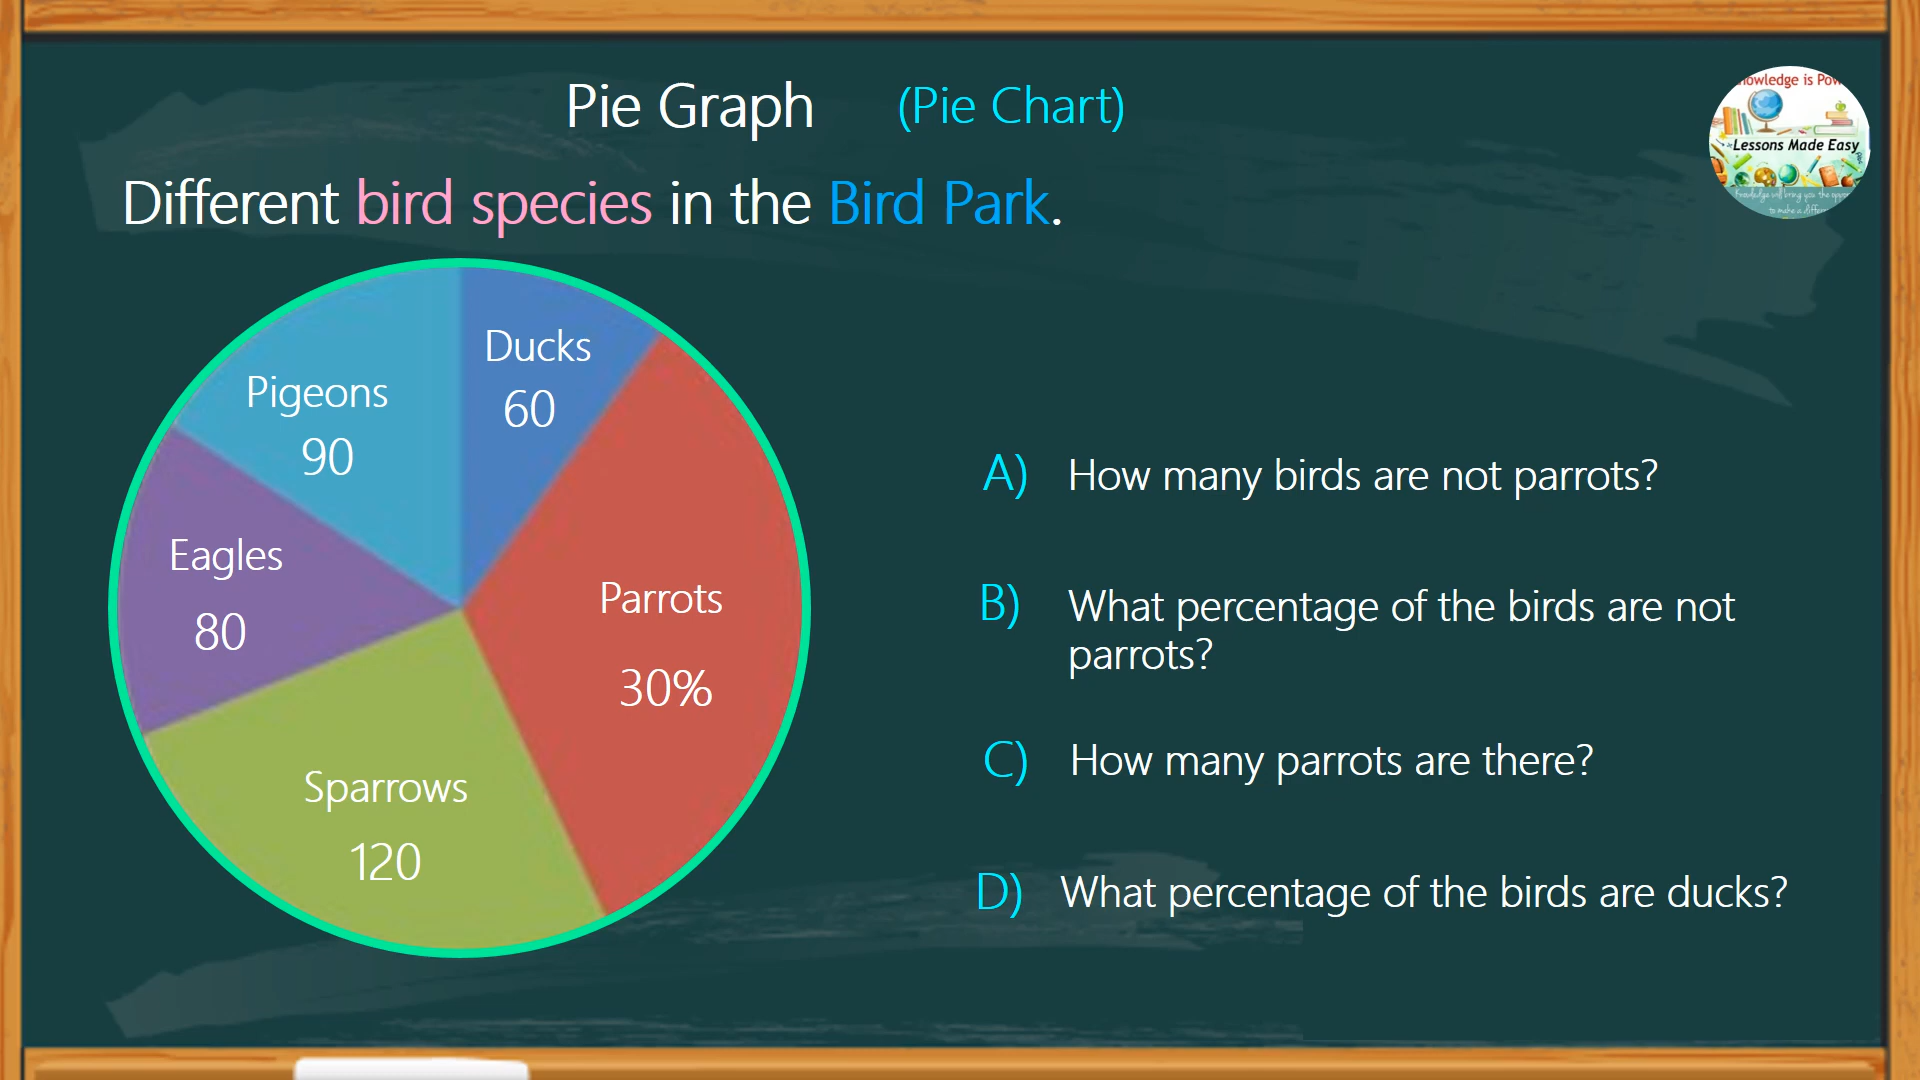 Pie Graph (Pie Chart)
Different bird species in the Bird Park.
Lessons Made Easy
Ducks
60
Pigeons
90
Eagles
80
Parrots
30%
Sparrows
120
A) How many birds are not parrots?
B) What percentage of the birds are not
parrots?
C) How many parrots are there?
D) What percentage of the birds are ducks?